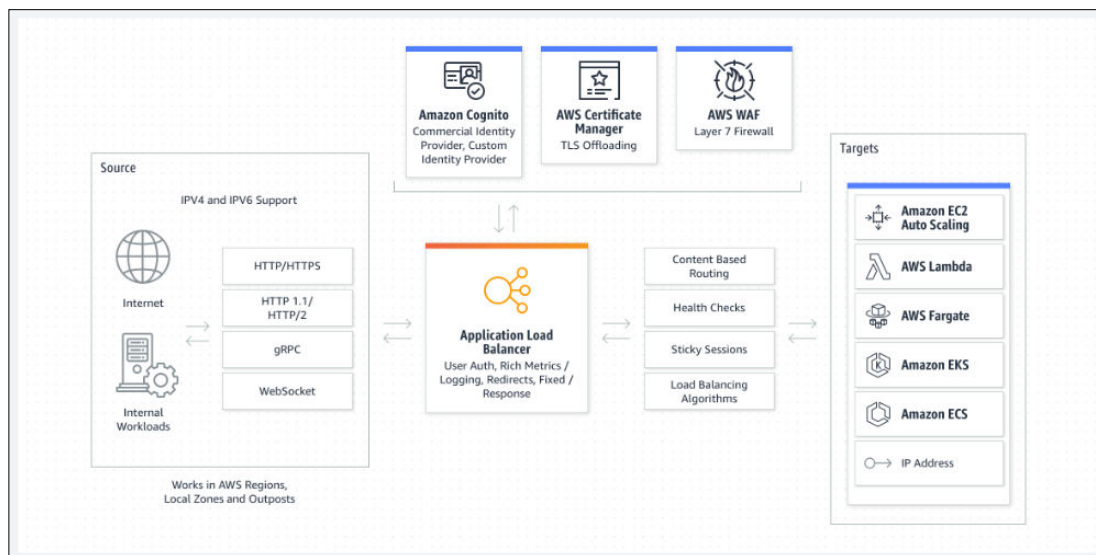 Amazon Cognito
Commercial Identity
Provider, Custom
Identity Provider
AWS Certificate
Manager
TLS Offloading
AWS WAF
Layer 7 Firewall
Source
IPV4 and IPV6 Support
Internet
Internal
Workloads
HTTP/HTTPS
HTTP 1.1/
HTTP/2
gRPC
WebSocket
Works in AWS Regions,
Local Zones and Outposts
Application Load
Balancer
User Auth, Rich Metrics /
Logging, Redirects, Fixed /
Response
Content Based
Routing
Health Checks
Sticky Sessions
Load Balancing
Algorithms
Targets
Amazon EC2
Auto Scaling
AWS Lambda
AWS Fargate
Amazon EKS
Amazon ECS
IP Address